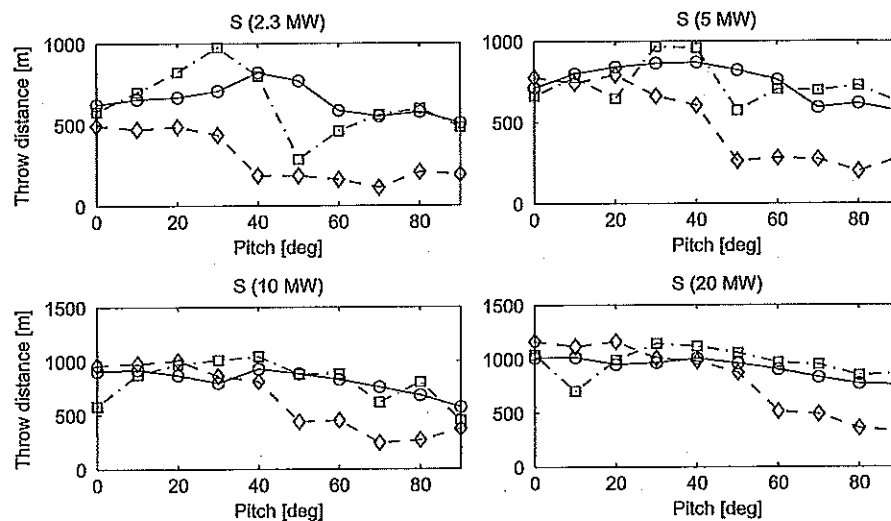 S (2.3 MW)
S (5 MW)
Throw distance [m]
1000
500
0
0 20 40 60 80
Pitch [deg]
1000
500
0
0 20 40 60 80
Pitch [deg]
S (10 MW)
S (20 MW)
Throw distance [m]
1500
1000
500
0
0 20 40 60 80
Pitch [deg]
1500
1000
500
0
0 20 40 60 80
Pitch [deg]